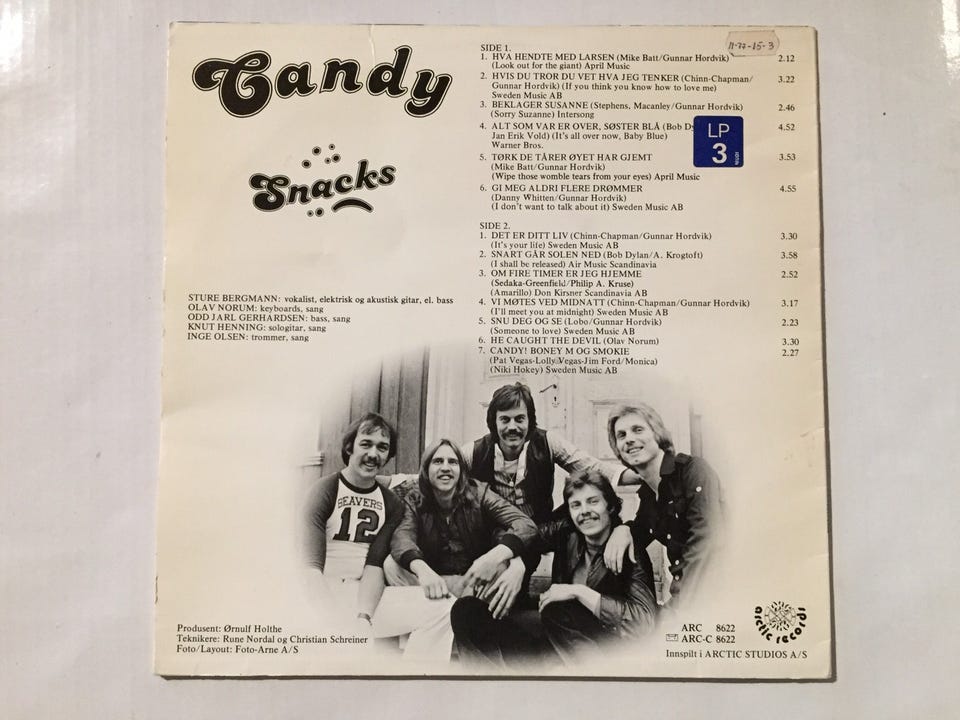 Candy
Snacks
11-77-15-3
LP
3
SIDE 1.
1. HVA HENDTE MED LARSEN (Mike Batt/Gunnar Hordvik) 2.12
(Look out for the giant) April Music
2. HVIS DU TROR DU VET HVA JEG TENKER (Chinn-Chapman/ 3.22
Gunnar Hordvik) (If you think you know how to love me)
Sweden Music AB
3. BEKLAGER SUSANNE (Stephens, Macanley/Gunnar Hordvik) 2.46
(Sorry Suzanne) Intersong
4. ALT SOM VAR ER OVER, SØSTER BLÅ (Bob 4.52
Jan Erik Vold) (It's all over now, Baby Blue)
Warner Bros.
5. TØRK DE TÅRER ØYET HAR GJEMT 3.53
(Mike Batt/Gunnar Hordvik)
(Wipe those womble tears from your eyes) April Music
6. GI MEG ALDRI FLERE DRØMMER 4.55
(Danny Whitten/Gunnar Hordvik)
(I don't want to talk about it) Sweden Music AB
SIDE 2.
1. DET ER DITT LIV (Chinn-Chapman/Gunnar Hordvik) 3.30
(It's your life) Sweden Music AB
2. SNART GÅR SOLEN NED (Bob Dylan/A. Krogtoft) 3.58
(I shall be released) Air Music Scandinavia
3. OM FIRE TIMER ER JEG HJEMME 2.52
(Sedaka-Greenfield/Philip A. Kruse)
(Amarillo) Don Kirsner Scandinavia AB
4. VI MØTES VED MIDNATT (Chinn-Chapman/Gunnar Hordvik) 3.17
(I'll meet you at midnight) Sweden Music AB
5. SNU DEG OG SE (Lobo/Gunnar Hordvik) 2.23
(Someone to love) Sweden Music AB
6. HE CAUGHT THE DEVIL (Olav Norum) 3.30
7. CANDY! BONEY M OG SMOKIE 2.27
(Pat Vegas-Lolly Vegas-Jim Ford/Monica)
(Niki Hokey) Sweden Music AB
STURE BERGMANN: vokalist, elektrisk og akustisk gitar, el. bass
OLAV NORUM: keyboards, sang
ODD JARL GERHARDSEN: bass, sang
KNUT HENNING: sologitar, sang
INGE OLSEN: trommer, sang
BEAVERS
12
Produsent: Ørnulf Holthe
Teknikere: Rune Nordal og Christian Schreiner
Foto/Layout: Foto-Arne A/S
ARC 8622
ARC-C 8622
arctic records
Innspilt i ARCTIC STUDIOS A/S